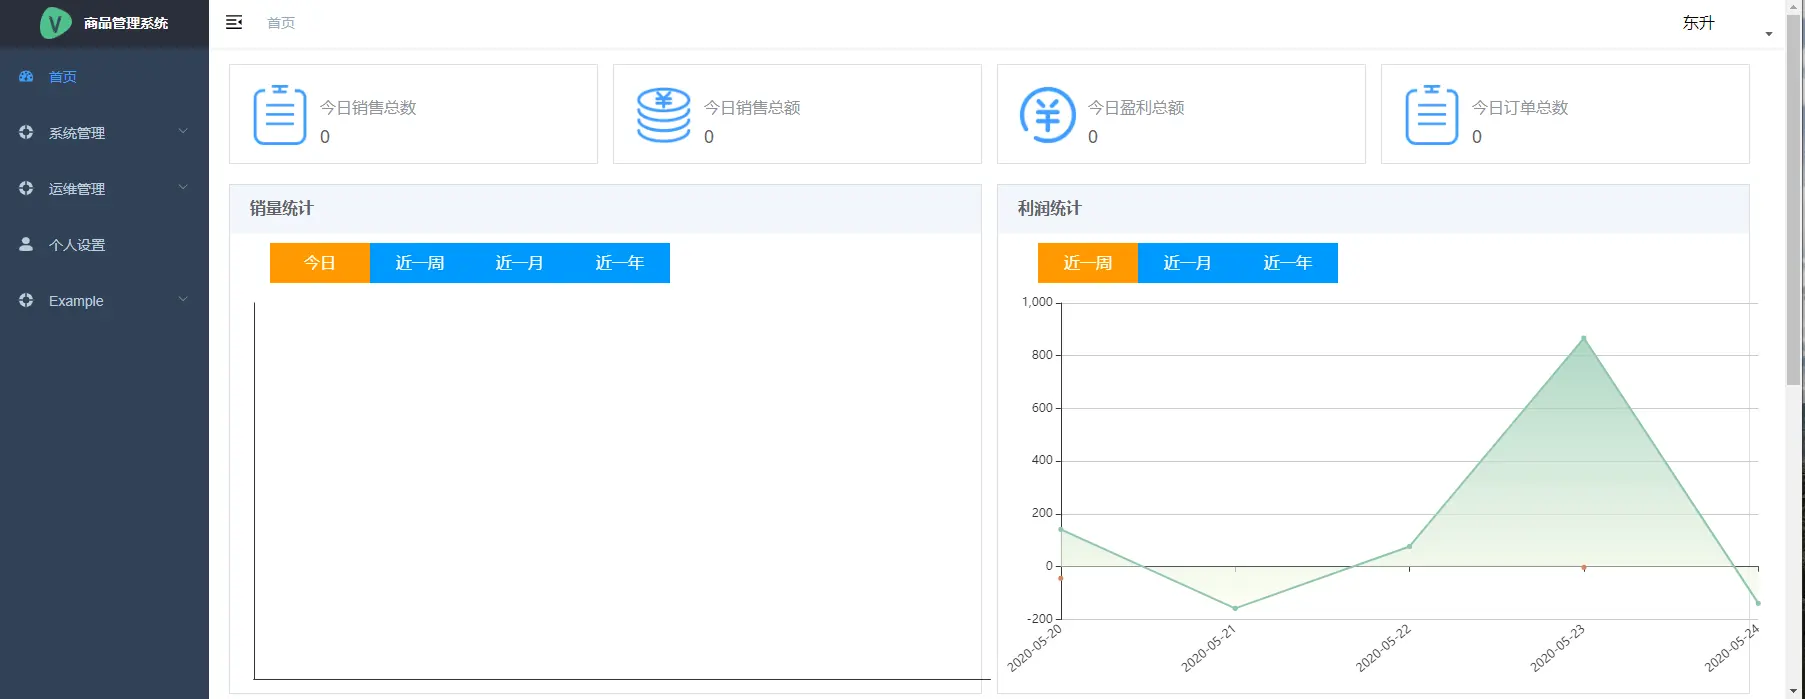 V 商品管理系统
首页
东升
首页
系统管理
运维管理
个人设置
Example
今日销售总数
0
今日销售总额
0
今日盈利总额
0
今日订单总数
0
销量统计
今日 近一周 近一月 近一年
利润统计
近一周 近一月 近一年
1,000
800
600
400
200
0
-200
2020-05-20 2020-05-21 2020-05-22 2020-05-23 2020-05-24